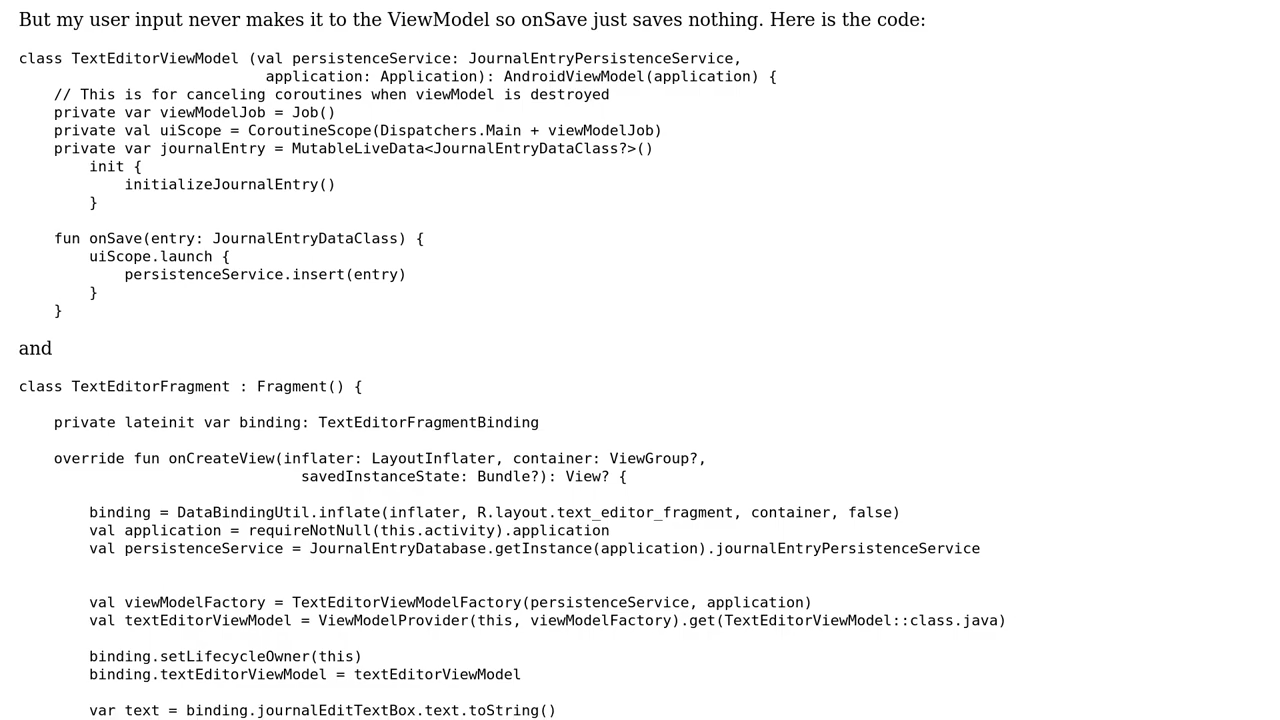 But my user input never makes it to the ViewModel so onSave just saves nothing. Here is the code:
class TextEditorViewModel (val persistenceService: JournalEntryPersistenceService,
                            application: Application): AndroidViewModel(application) {
    // This is for canceling coroutines when viewModel is destroyed
    private var viewModelJob = Job()
    private val uiScope = CoroutineScope(Dispatchers.Main + viewModelJob)
    private var journalEntry = MutableLiveData<JournalEntryDataClass?>()
        init {
            initializeJournalEntry()
        }
    fun onSave(entry: JournalEntryDataClass) {
        uiScope.launch {
            persistenceService.insert(entry)
        }
    }
and
class TextEditorFragment : Fragment() {
    private lateinit var binding: TextEditorFragmentBinding
    override fun onCreateView(inflater: LayoutInflater, container: ViewGroup?,
                                savedInstanceState: Bundle?): View? {
        binding = DataBindingUtil.inflate(inflater, R.layout.text_editor_fragment, container, false)
        val application = requireNotNull(this.activity).application
        val persistenceService = JournalEntryDatabase.getInstance(application).journalEntryPersistenceService
        val viewModelFactory = TextEditorViewModelFactory(persistenceService, application)
        val textEditorViewModel = ViewModelProvider(this, viewModelFactory).get(TextEditorViewModel::class.java)
        binding.setLifecycleOwner(this)
        binding.textEditorViewModel = textEditorViewModel
        var text = binding.journalEditTextBox.text.toString()